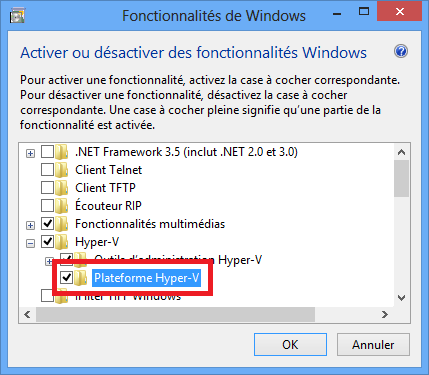 Fonctionnalités de Windows
Activer ou désactiver des fonctionnalités Windows
Pour activer une fonctionnalité, activez la case à cocher correspondante.
Pour désactiver une fonctionnalité, désactivez la case à cocher
correspondante. Une case à cocher pleine signifie qu'une partie de la
fonctionnalité est activée.
.NET Framework 3.5 (inclut .NET 2.0 et 3.0)
Client Telnet
Client TFTP
Écouteur RIP
Fonctionnalités multimédias
Hyper-V
Outils d'administration Hyper-V
Plateforme Hyper-V
iFilter TIFF Windows
OK
Annuler